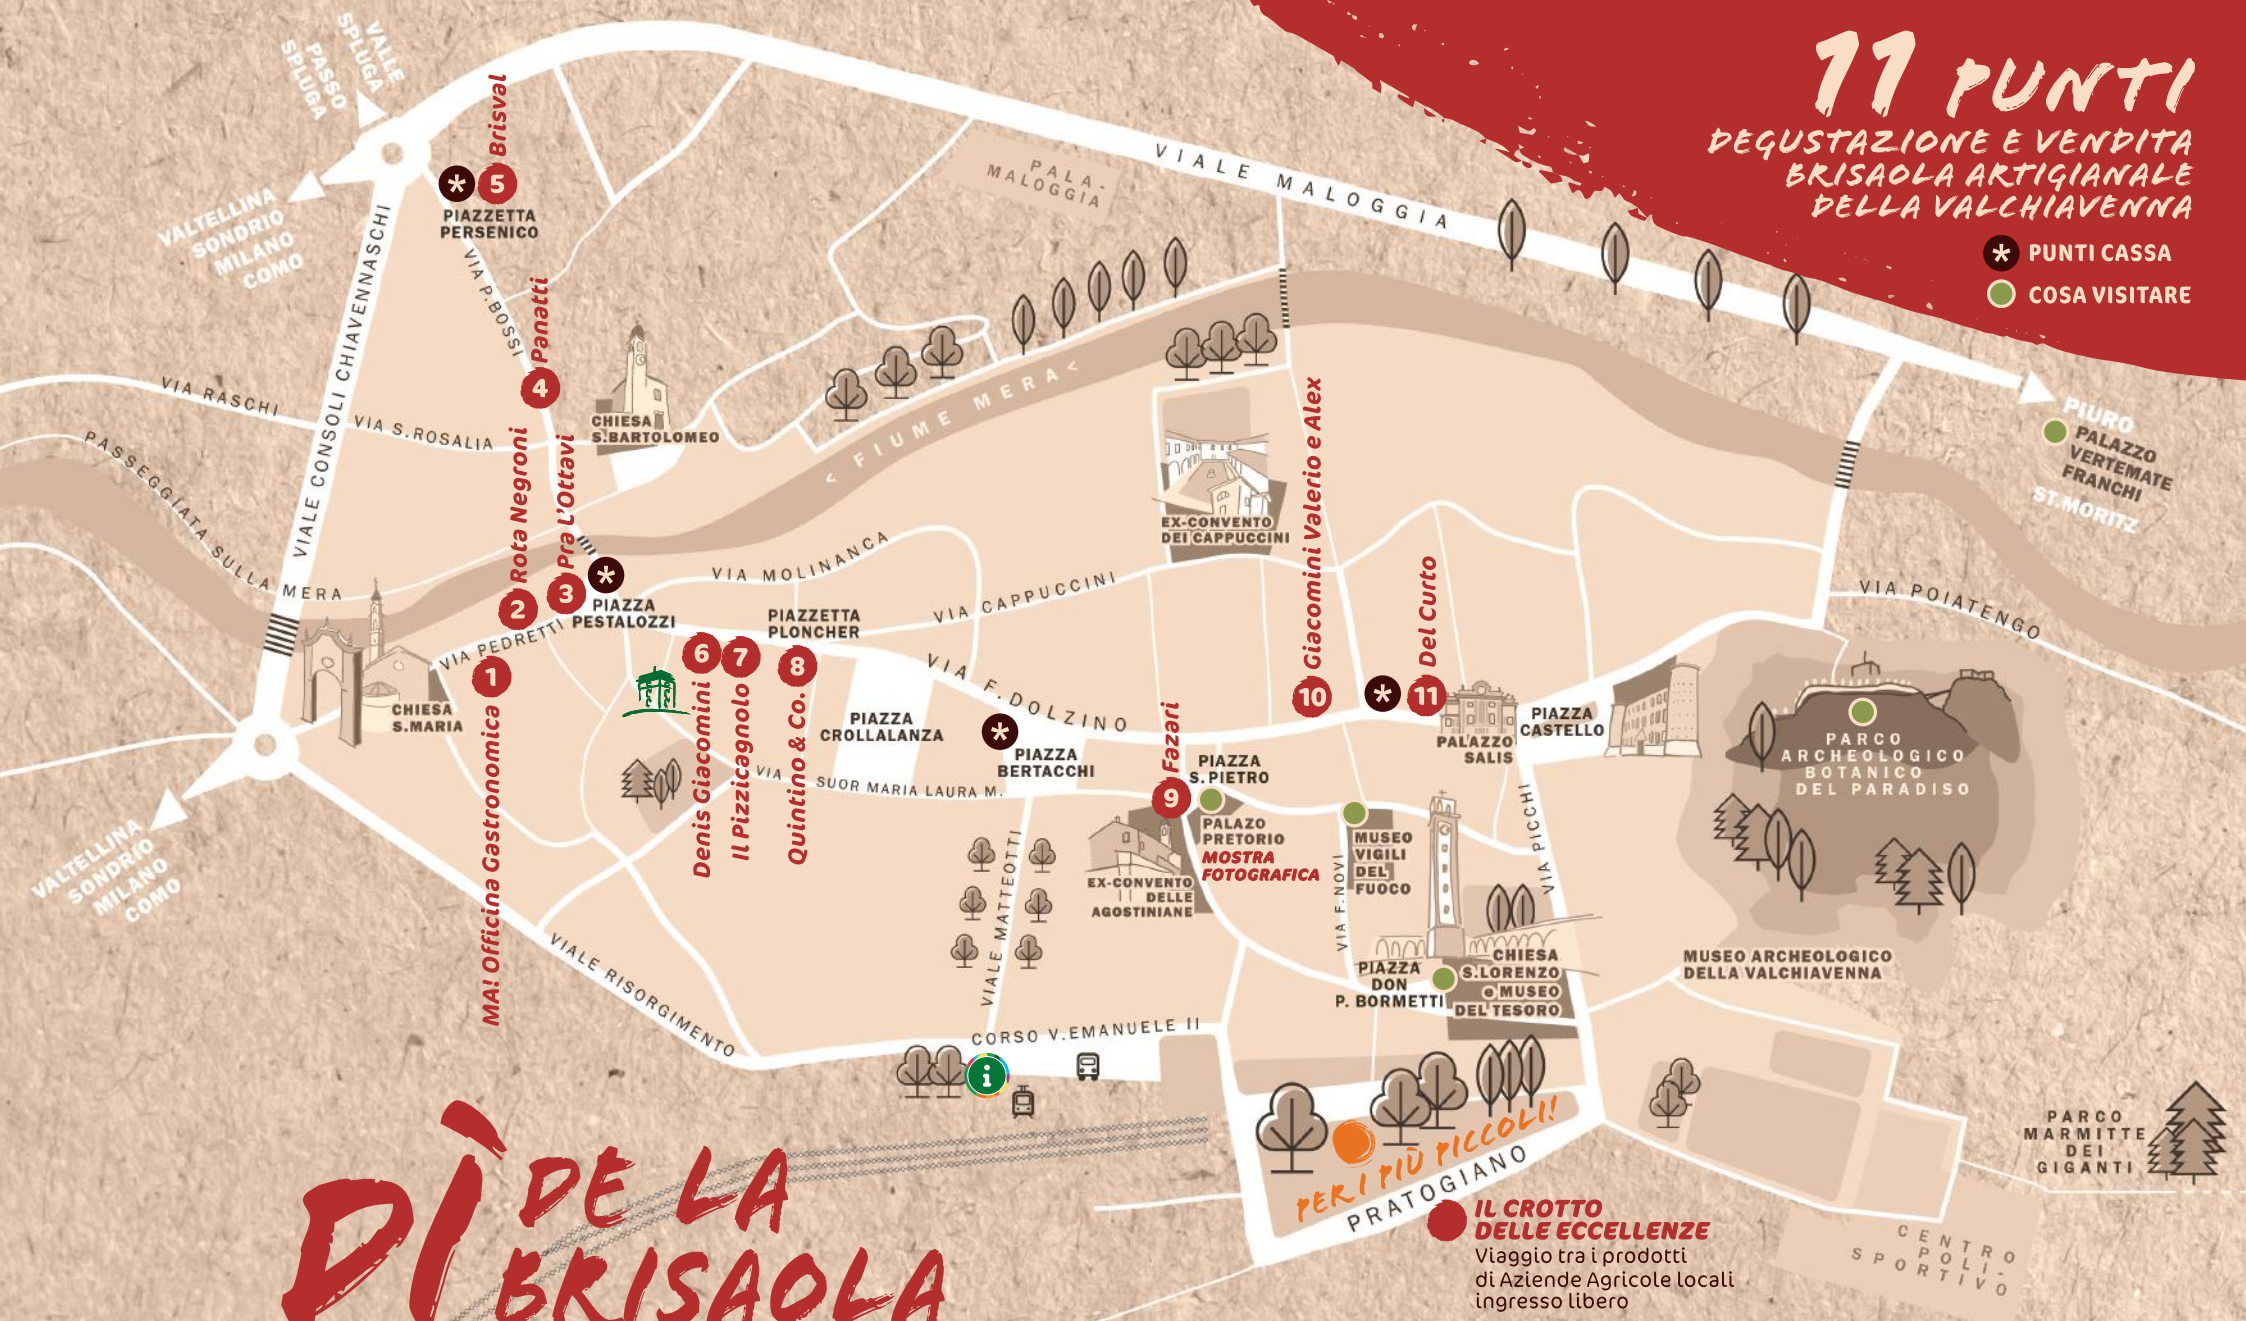 11 PUNTI
DEGUSTAZIONE E VENDITA
BRISAOLA ARTIGIANALE
DELLA VALCHIAVENNA
* PUNTI CASSA
COSA VISITARE
VALLE
SPLUGA
PASSO
SPLUGA
VALTELLINA
SONDRIO
MILANO
COMO
*
5 Brisval
PIAZZETTA
PERSENICO
VIA P.BOSSI
4 Panatti
VIALE CONSOLI CHIAVENNASCHI
VIA RASCHI
VIA S.ROSALIA
PASSEGGIATA SULLA MERA
CHIESA
S.BARTOLOMEO
PALA-
MALOGGIA
VIALE MALOGGIA
< FIUME MERA <
PIURO
PALAZZO
VERTEMATE
FRANCHI
ST.MORITZ
2 Rota Negroni
3 Pra L'Ottavi
*
PIAZZA
PESTALOZZI
VIA PEDRETTI
1 MA! Officina Gastronomica
CHIESA
S.MARIA
VIA MOLINANCA
PIAZZETTA
PLONCHER
VIA CAPPUCCINI
EX-CONVENTO
DEI CAPPUCCINI
6 Denis Giacomini
7 Il Pizzicagnolo
8 Quintino & Co.
PIAZZA
CROLLALANZA
VIA F. DOLZINO
*
PIAZZA
BERTACCHI
VIA SUOR MARIA LAURA M.
9 Fazari
PIAZZA
S.PIETRO
PALAZO
PRETORIO
MOSTRA
FOTOGRAFICA
10 Giacomini Valerio e Alex
*
11 Del Curto
PALAZZO
SALIS
PIAZZA
CASTELLO
VIA POIATENGO
PARCO
ARCHEOLOGICO
BOTANICO
DEL PARADISO
MUSEO
VIGILI
DEL
FUOCO
VIA F. NOVI
VIA PICCHI
EX-CONVENTO
DELLE
AGOSTINIANE
VIALE MATTEOTTI
PIAZZA
DON
P. BORMETTI
CHIESA
S.LORENZO
e MUSEO
DEL TESORO
MUSEO ARCHEOLOGICO
DELLA VALCHIAVENNA
VALTELLINA
SONDRIO
MILANO
COMO
VIALE RISORGIMENTO
CORSO V.EMANUELE II
i
PER I PIÙ PICCOLI!
PRATOGIANO
IL CROTTO
DELLE ECCELLENZE
Viaggio tra i prodotti
di Aziende Agricole locali
ingresso libero
PARCO
MARMITTE
DEI
GIGANTI
CENTRO
POLI-
SPORTIVO
DÌ DE LA
BRISAOLA